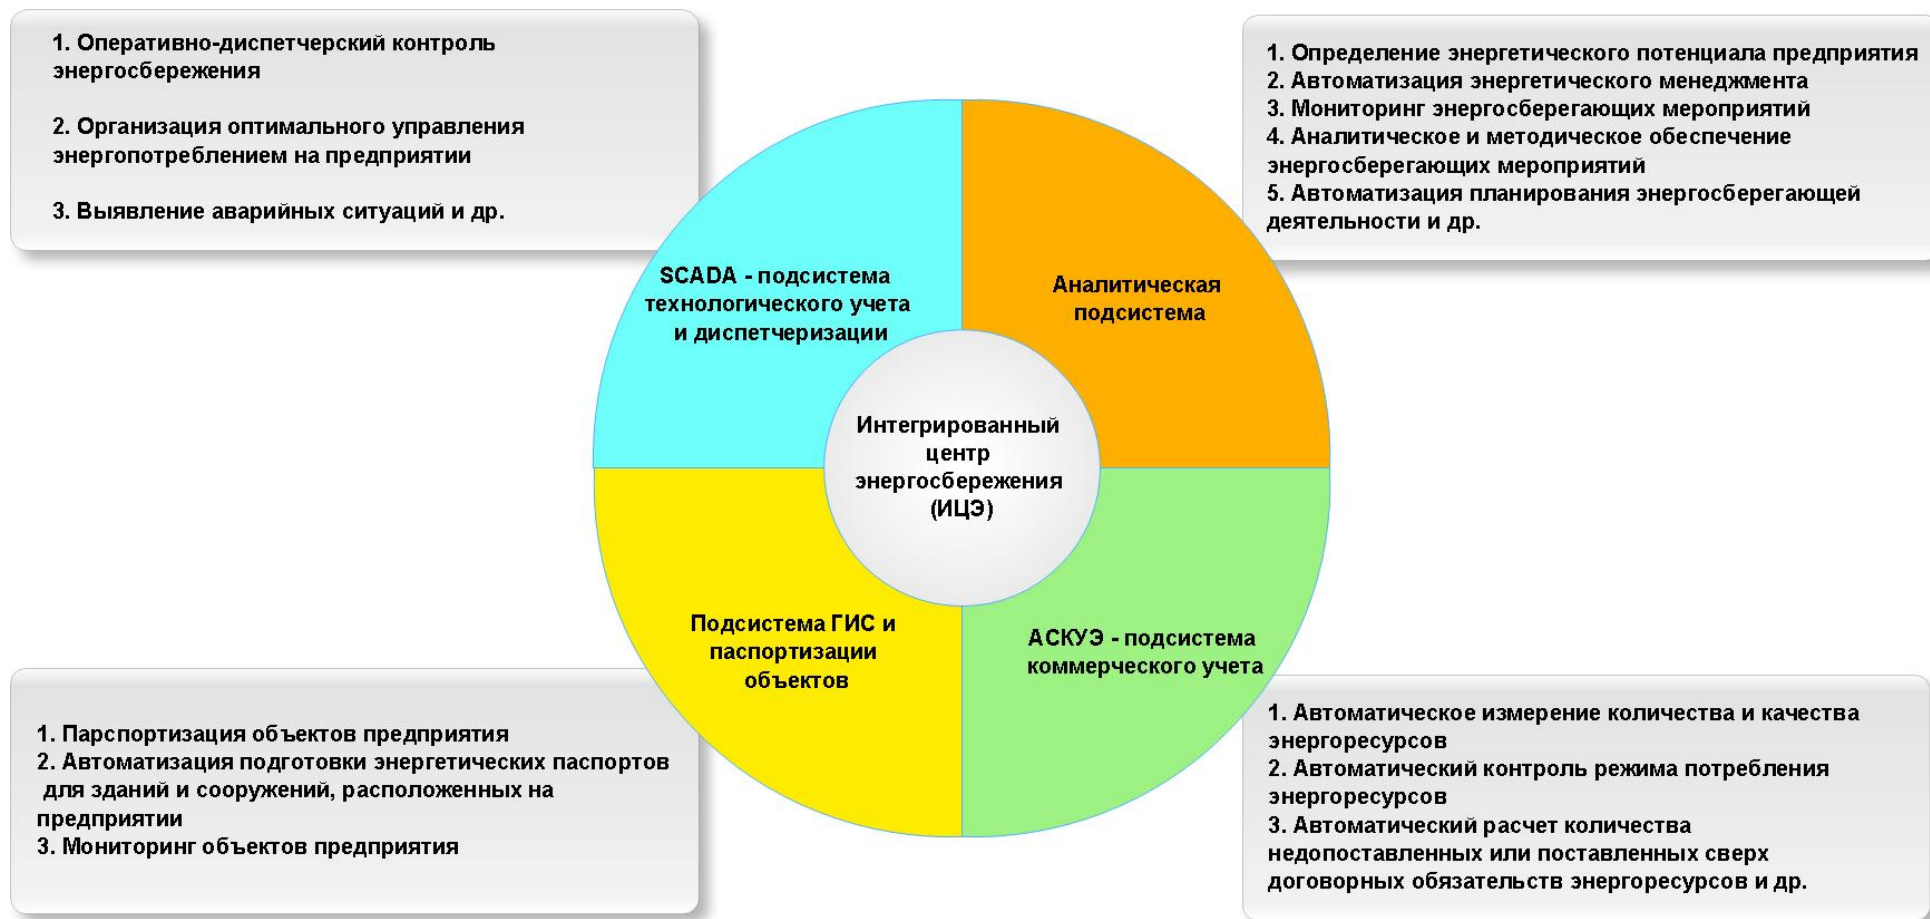 1. Оперативно-диспетчерский контроль
энергосбережения
2. Организация оптимального управления
энергопотреблением на предприятии
3. Выявление аварийных ситуаций и др.
1. Определение энергетического потенциала предприятия
2. Автоматизация энергетического менеджмента
3. Мониторинг энергосберегающих мероприятий
4. Аналитическое и методическое обеспечение
энергосберегающих мероприятий
5. Автоматизация планирования энергосберегающей
деятельности и др.
SCADA - подсистема
технологического учета
и диспетчеризации
Аналитическая
подсистема
Интегрированный
центр
энергосбережения
(ИЦЭ)
Подсистема ГИС и
паспортизации
объектов
АСКУЭ - подсистема
коммерческого учета
1. Парспортизация объектов предприятия
2. Автоматизация подготовки энергетических паспортов
для зданий и сооружений, расположенных на
предприятии
3. Мониторинг объектов предприятия
1. Автоматическое измерение количества и качества
энергоресурсов
2. Автоматический контроль режима потребления
энергоресурсов
3. Автоматический расчет количества
недопоставленных или поставленных сверх
договорных обязательств энергоресурсов и др.